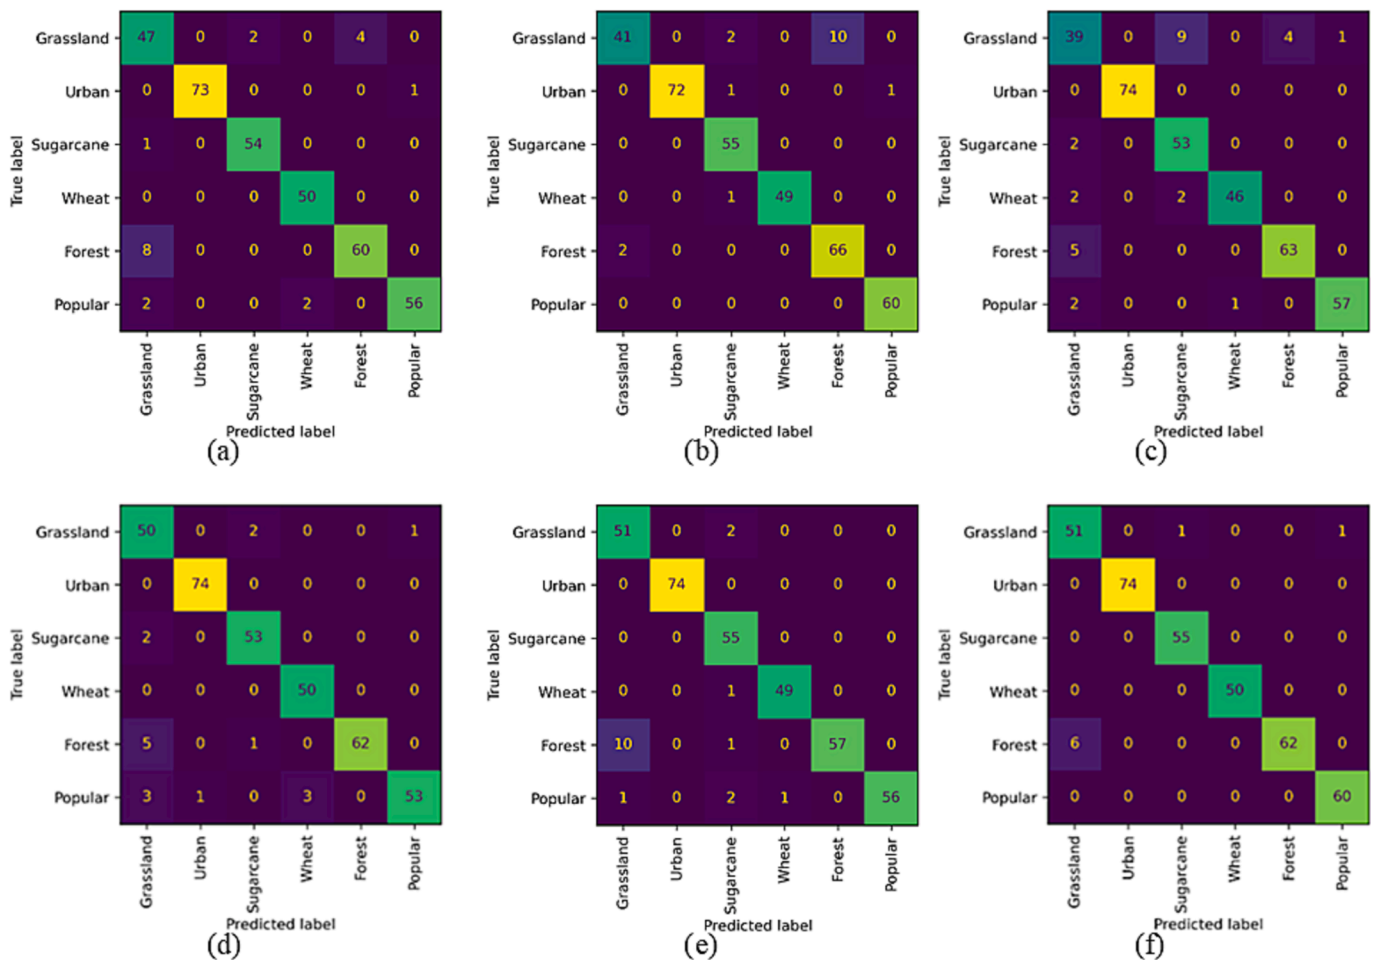 Grassland 47 0 2 0 4 0
Urban 0 73 0 0 0 1
Sugarcane 1 0 54 0 0 0
Wheat 0 0 0 50 0 0
Forest 8 0 0 0 60 0
Popular 2 0 0 2 0 56
True label
Grassland Urban Sugarcane Wheat Forest Popular
Predicted label
(a)
Grassland 41 0 2 0 10 0
Urban 0 72 1 0 0 1
Sugarcane 0 0 55 0 0 0
Wheat 0 0 1 49 0 0
Forest 2 0 0 0 66 0
Popular 0 0 0 0 0 60
True label
Grassland Urban Sugarcane Wheat Forest Popular
Predicted label
(b)
Grassland 39 0 9 0 4 1
Urban 0 74 0 0 0 0
Sugarcane 2 0 53 0 0 0
Wheat 2 0 2 46 0 0
Forest 5 0 0 0 63 0
Popular 2 0 0 1 0 57
True label
Grassland Urban Sugarcane Wheat Forest Popular
Predicted label
(c)
Grassland 50 0 2 0 0 1
Urban 0 74 0 0 0 0
Sugarcane 2 0 53 0 0 0
Wheat 0 0 0 50 0 0
Forest 5 0 1 0 62 0
Popular 3 1 0 3 0 53
True label
Grassland Urban Sugarcane Wheat Forest Popular
Predicted label
(d)
Grassland 51 0 2 0 0 0
Urban 0 74 0 0 0 0
Sugarcane 0 0 55 0 0 0
Wheat 0 0 1 49 0 0
Forest 10 0 1 0 57 0
Popular 1 0 2 1 0 56
True label
Grassland Urban Sugarcane Wheat Forest Popular
Predicted label
(e)
Grassland 51 0 1 0 0 1
Urban 0 74 0 0 0 0
Sugarcane 0 0 55 0 0 0
Wheat 0 0 0 50 0 0
Forest 6 0 0 0 62 0
Popular 0 0 0 0 0 60
True label
Grassland Urban Sugarcane Wheat Forest Popular
Predicted label
(f)